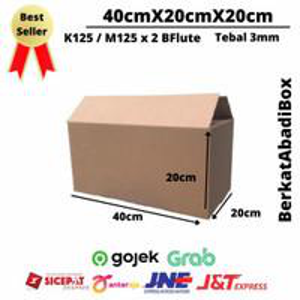 Best
Seller
40cmX20cmX20cm
K125 / M125 x 2 BFlute
Tebal 3mm
BerkatAbadiBox
20cm
40cm
20cm
gojek
Grab
SICEPAT
anteraja
JNE
J&T EXPRESS